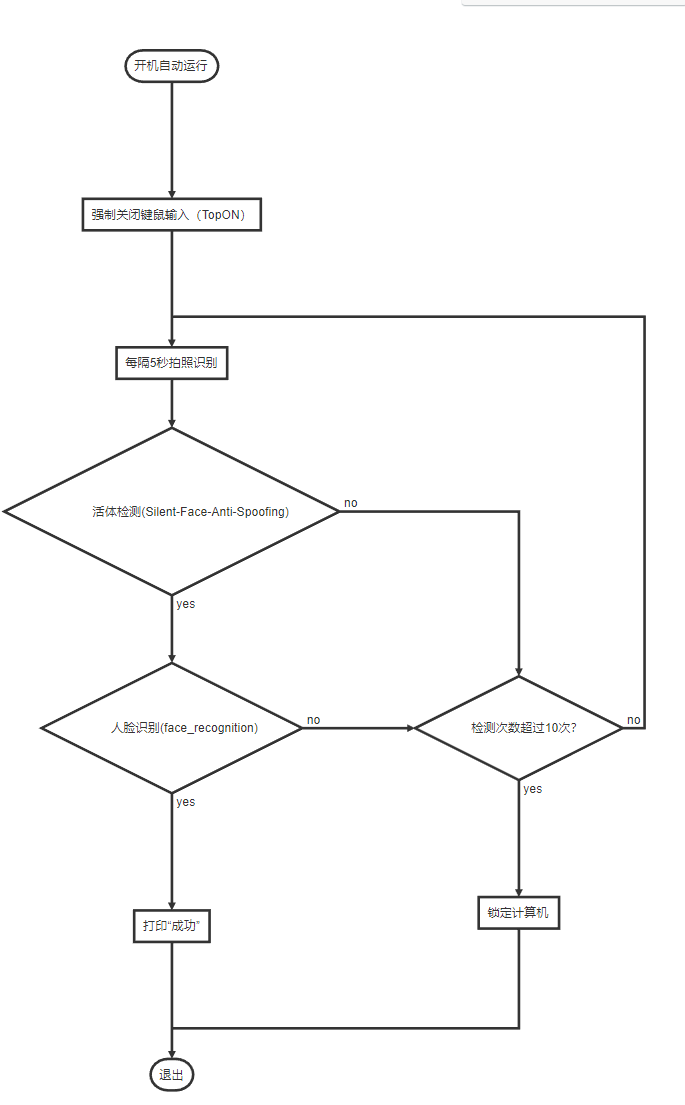 开机自动运行
强制关闭键鼠输入（TopON）
每隔5秒拍照识别
活体检测(Silent-Face-Anti-Spoofing)
no
yes
人脸识别(face_recognition)
no
检测次数超过10次?
no
yes
yes
打印“成功”
锁定计算机
退出